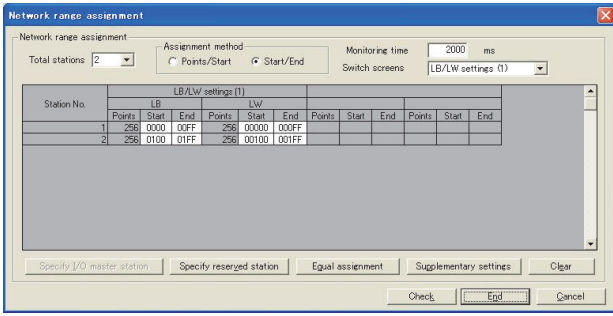 Network range assignment
Network range assignment
Total stations 2
Assignment method
Points/Start Start/End
Monitoring time 2000 ms
Switch screens LB/LW settings (1)
LB/LW settings (1)
Station No. LB LW
Points Start End Points Start End Points Start End Points Start End
1 256 0000 00FF 256 00000 000FF
2 256 0100 01FF 256 00100 001FF
Specify I/O master station Specify reserved station Equal assignment Supplementary settings Clear
Check End Cancel